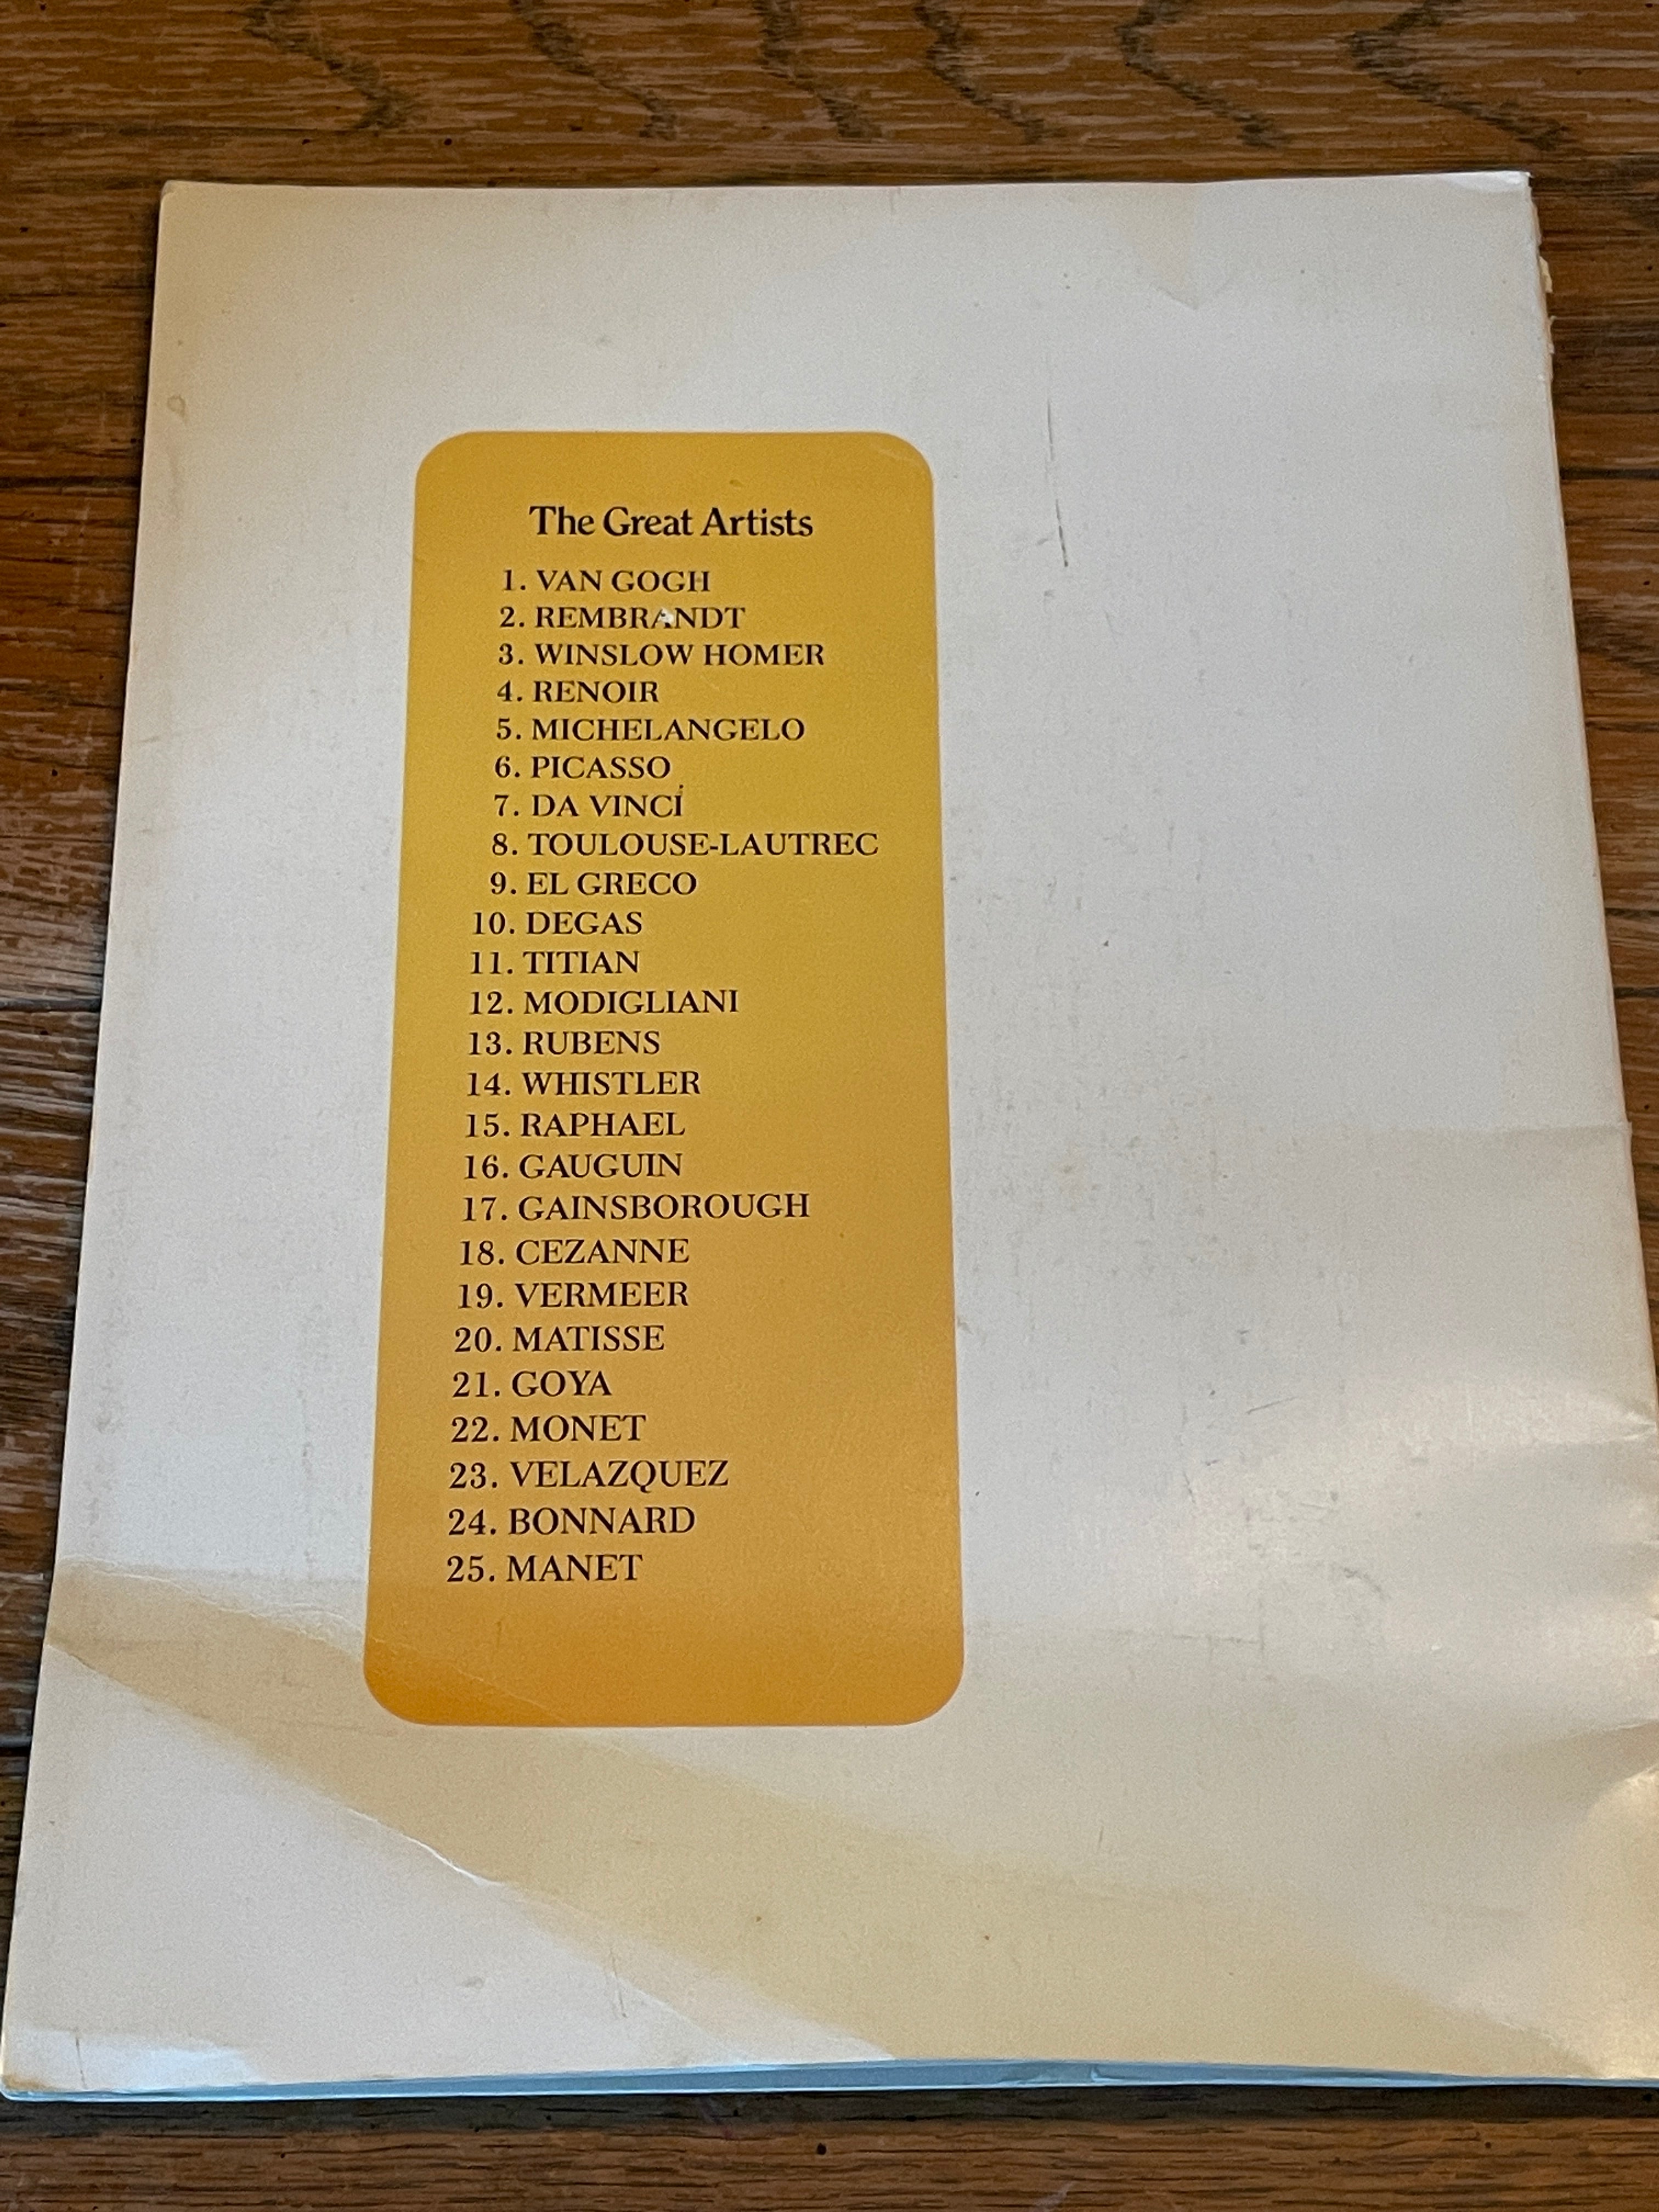 The Great Artists
1. VAN GOGH
2. REMBRANDT
3. WINSLOW HOMER
4. RENOIR
5. MICHELANGELO
6. PICASSO
7. DA VINCI
8. TOULOUSE-LAUTREC
9. EL GRECO
10. DEGAS
11. TITIAN
12. MODIGLIANI
13. RUBENS
14. WHISTLER
15. RAPHAEL
16. GAUGUIN
17. GAINSBOROUGH
18. CEZANNE
19. VERMEER
20. MATISSE
21. GOYA
22. MONET
23. VELAZQUEZ
24. BONNARD
25. MANET